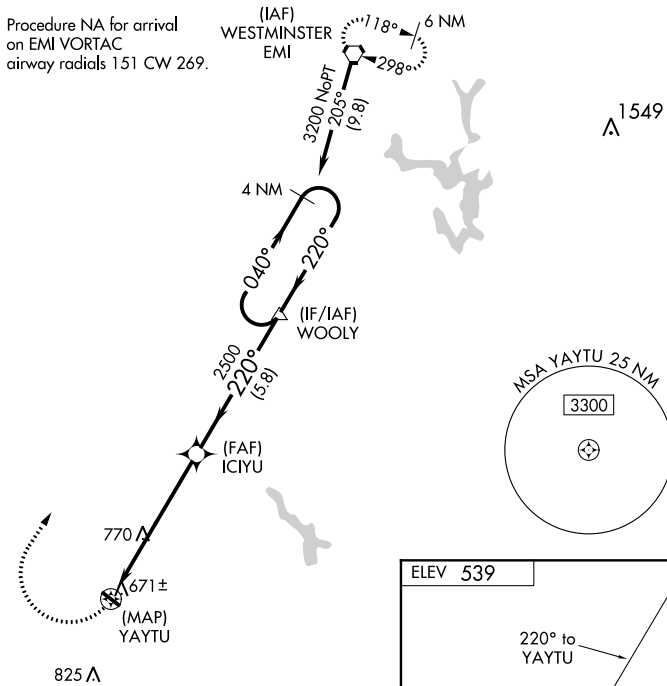 Procedure NA for arrival
on EMI VORTAC
airway radials 151 CW 269.
(IAF)
WESTMINSTER
EMI
118°
6 NM
298°
3200 NoPT
205°
(9.8)
1549
4 NM
040°
220°
(IF/IAF)
WOOLY
2500
220°
(5.8)
MSA YAYTU 25 NM
3300
(FAF)
ICIYU
770
671±
(MAP)
YAYTU
825
ELEV 539
220° to
YAYTU